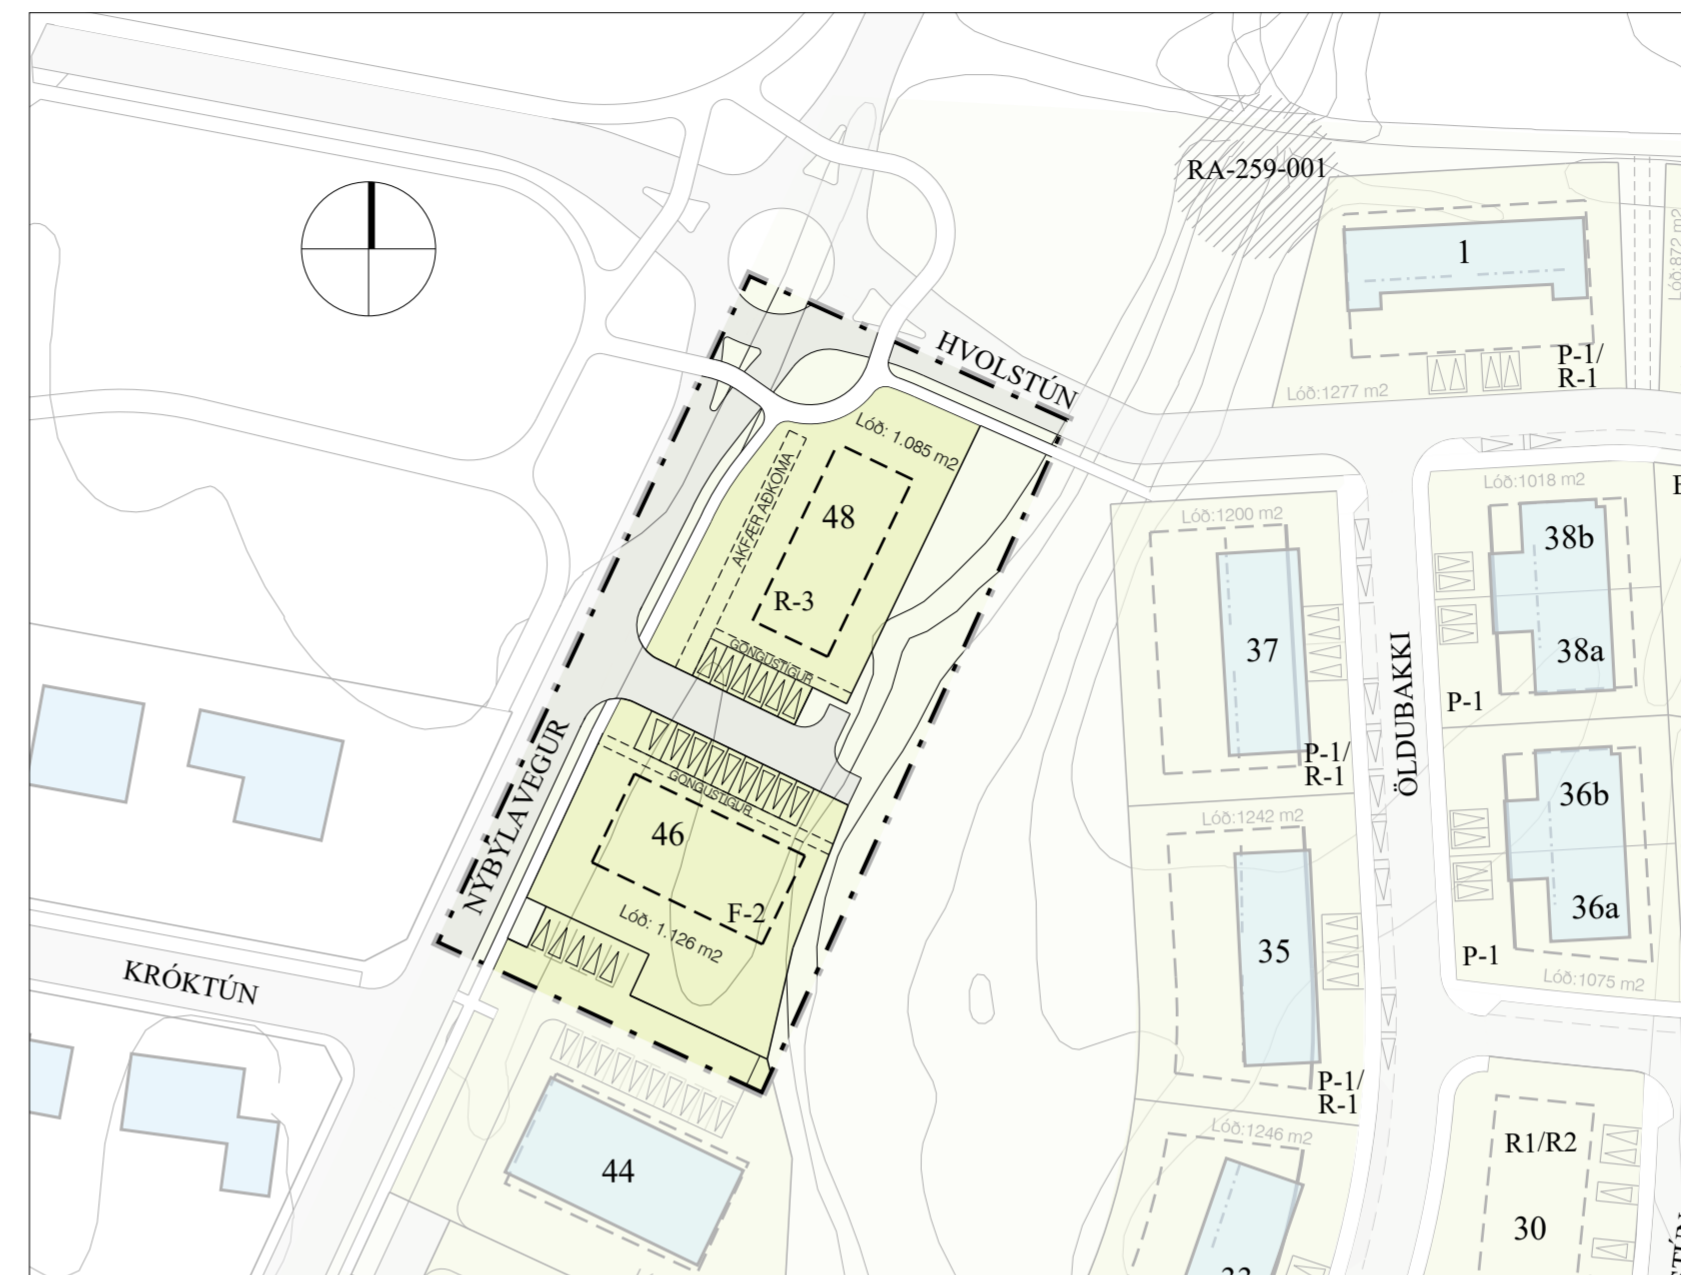 RA-259-001
1
P-1/
R-1
Lóð:1277 m2
Lóð:872 m2
HVOLSTÚN
Lóð: 1.085 m2
AKFÆR AÐKOMA
48
R-3
GÖNGUSTÍGUR
Lóð:1200 m2
37
P-1/
R-1
ÖLDUBAKKI
Lóð:1018 m2
38b
38a
P-1
NÝBÝLAVEGUR
GÖNGUSTÍGUR
46
F-2
Lóð: 1.126 m2
Lóð:1242 m2
35
P-1/
R-1
36b
36a
P-1
Lóð:1075 m2
KRÓKTÚN
44
Lóð:1246 m2
33
R1/R2
30